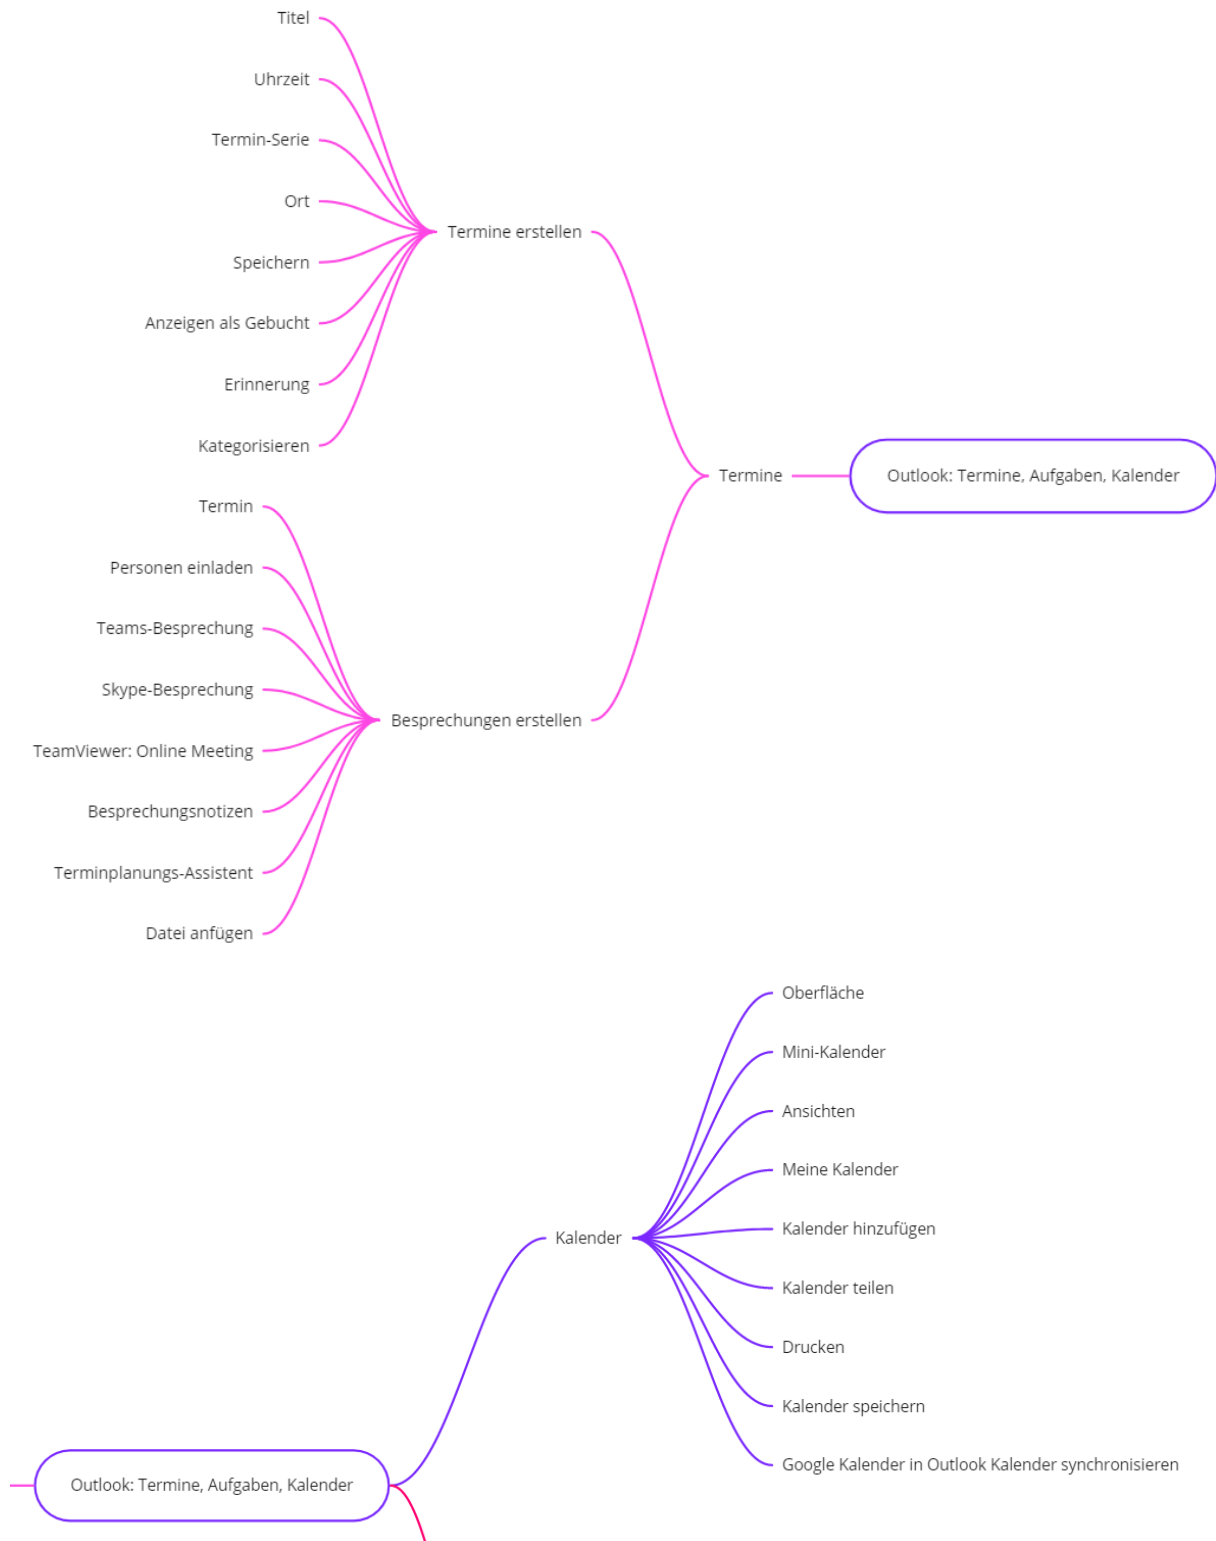 Titel
Uhrzeit
Termin-Serie
Ort
Termine erstellen
Speichern
Anzeigen als Gebucht
Erinnerung
Kategorisieren
Termine
Outlook: Termine, Aufgaben, Kalender
Termin
Personen einladen
Teams-Besprechung
Skype-Besprechung
Besprechungen erstellen
TeamViewer: Online Meeting
Besprechungsnotizen
Terminplanungs-Assistent
Datei anfügen
Oberfläche
Mini-Kalender
Ansichten
Meine Kalender
Kalender hinzufügen
Kalender
Kalender teilen
Drucken
Kalender speichern
Google Kalender in Outlook Kalender synchronisieren
Outlook: Termine, Aufgaben, Kalender